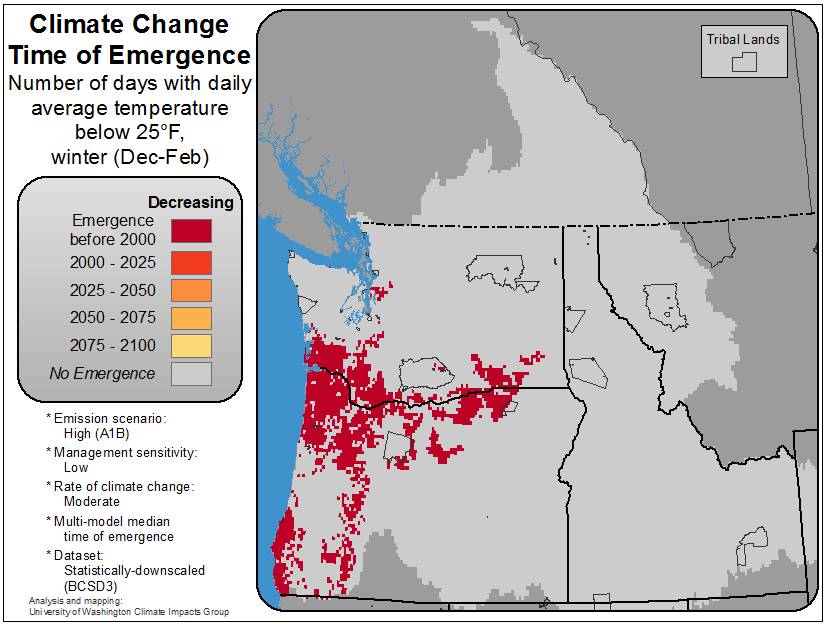 Climate Change
Time of Emergence
Number of days with daily
average temperature
below 25°F,
winter (Dec-Feb)
Decreasing
Emergence
before 2000
2000 - 2025
2025 - 2050
2050 - 2075
2075 - 2100
No Emergence
* Emission scenario:
High (A1B)
* Management sensitivity:
Low
* Rate of climate change:
Moderate
* Multi-model median
time of emergence
* Dataset:
Statistically-downscaled
(BCSD3)
Analysis and mapping:
University of Washington Climate Impacts Group
Tribal Lands